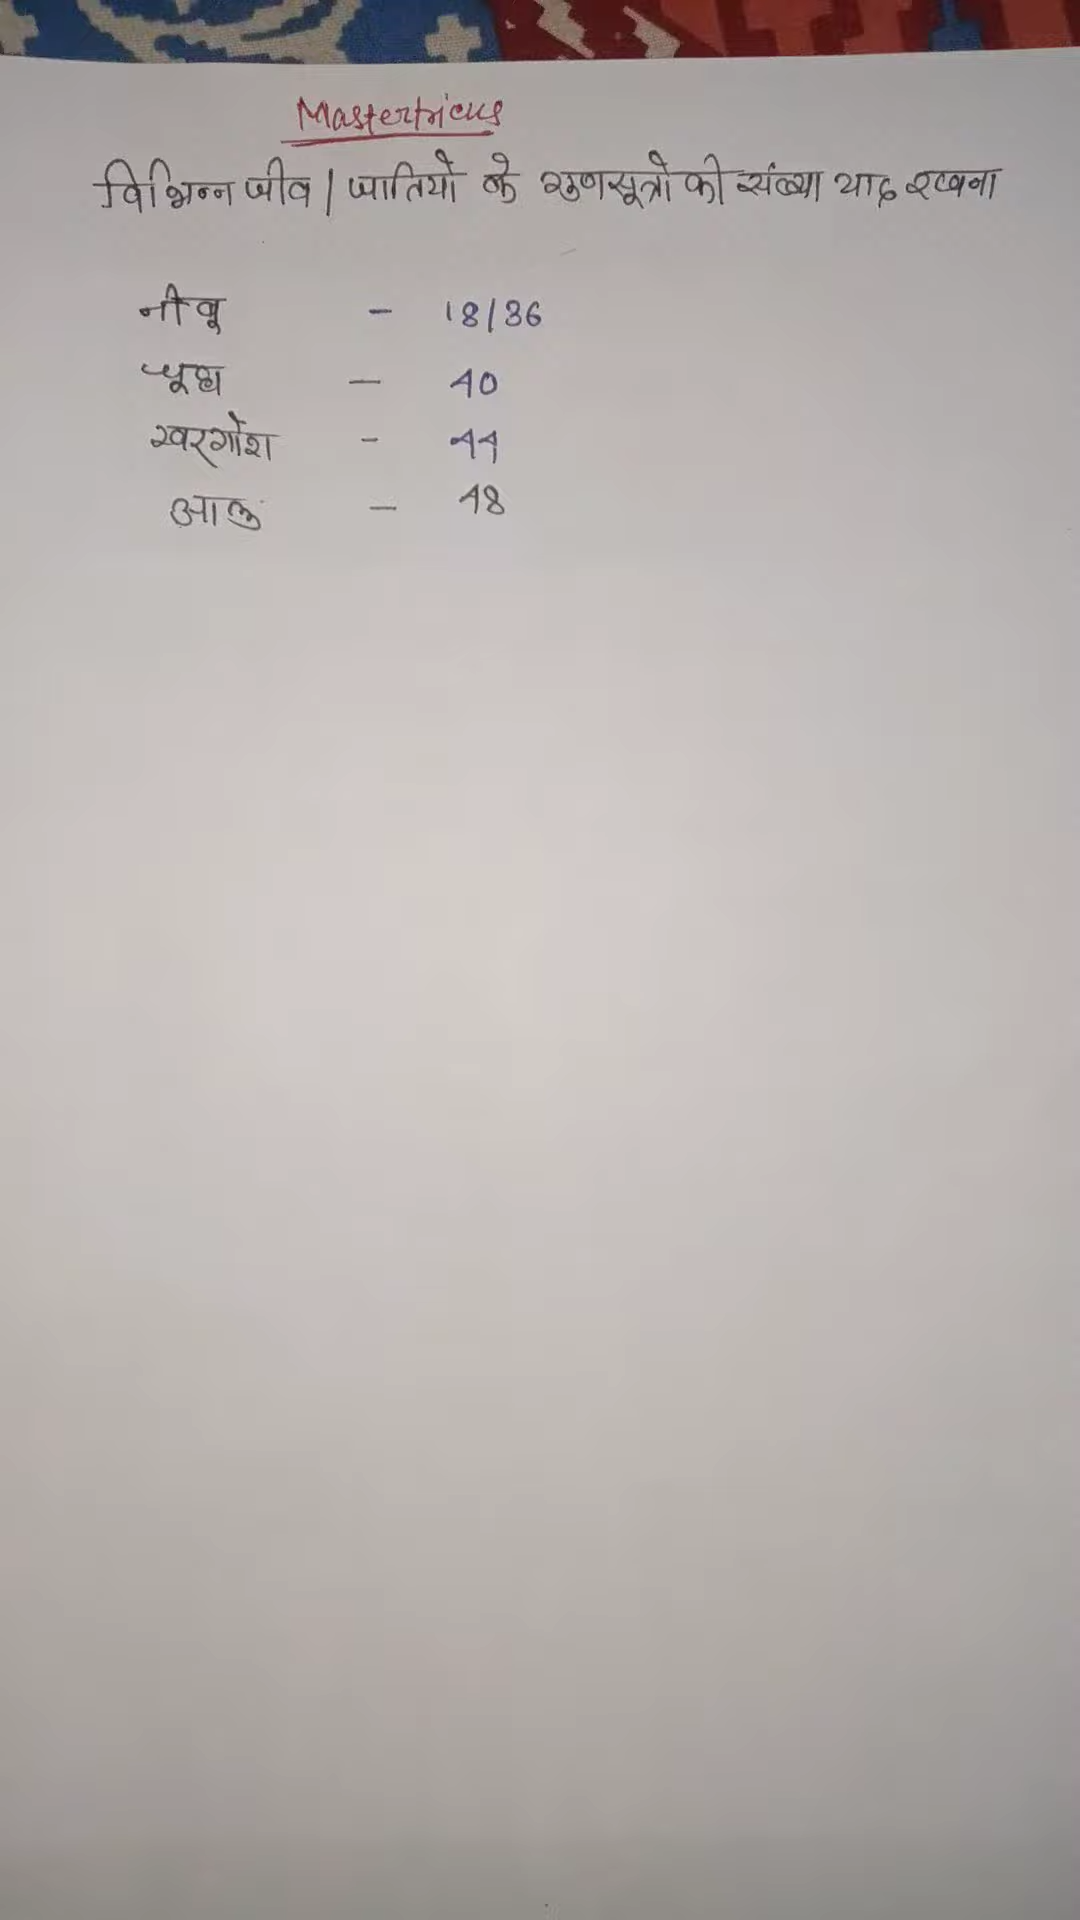 Mastertricks
विभिन्न जीव / जातियो के गुणसूत्रो की संख्या याद रखना
नीबू - 18/36
चूहा - 40
खरगोश - 44
आलु - 48